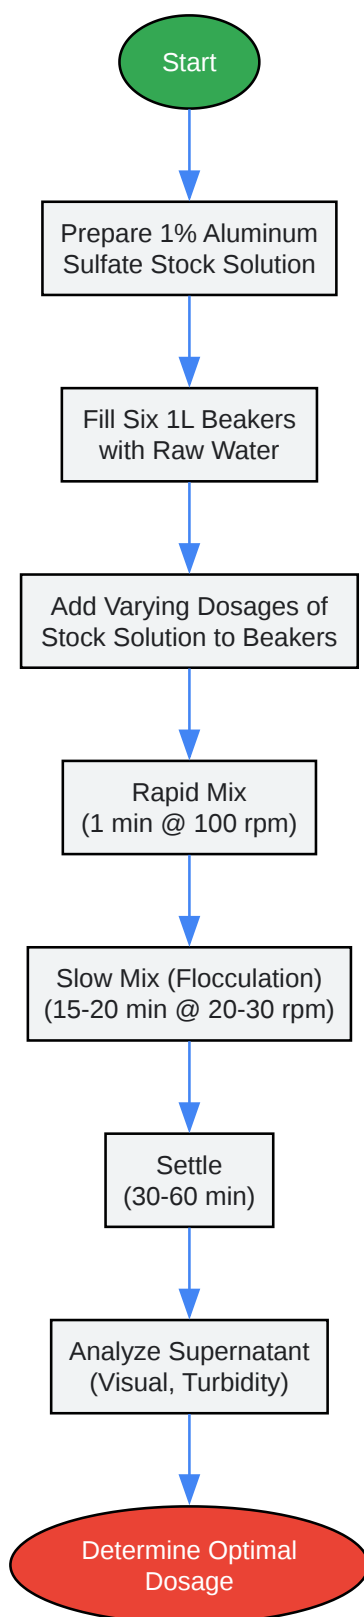 Start
Prepare 1% Aluminum
Sulfate Stock Solution
Fill Six 1L Beakers
with Raw Water
Add Varying Dosages of
Stock Solution to Beakers
Rapid Mix
(1 min @ 100 rpm)
Slow Mix (Flocculation)
(15-20 min @ 20-30 rpm)
Settle
(30-60 min)
Analyze Supernatant
(Visual, Turbidity)
Determine Optimal
Dosage